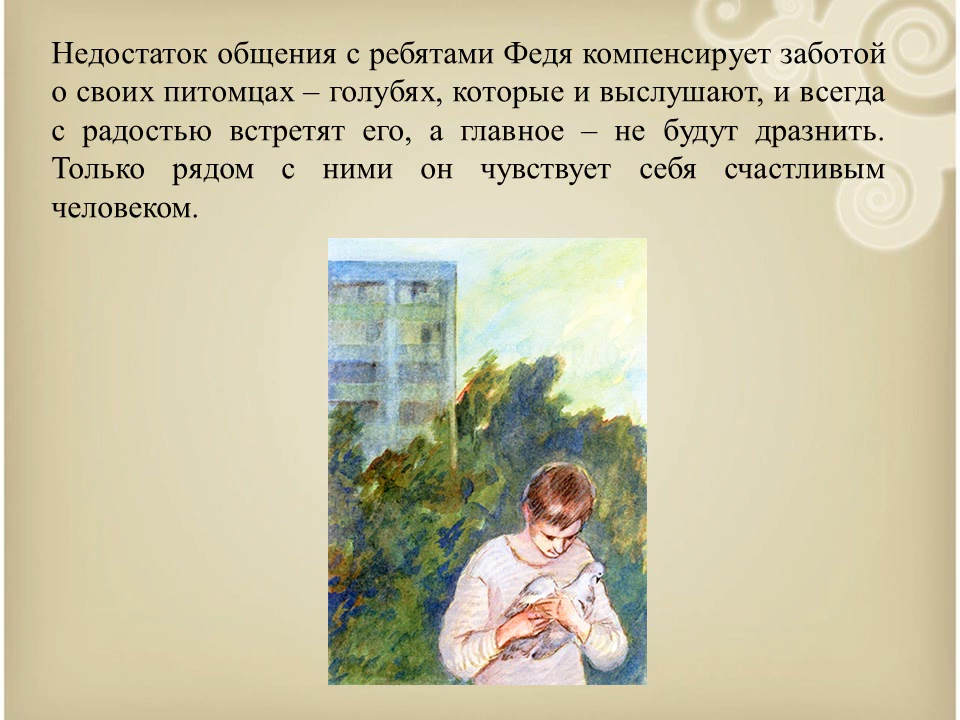 Недостаток общения с ребятами Федя компенсирует заботой
о своих питомцах – голубях, которые и выслушают, и всегда
с радостью встретят его, а главное – не будут дразнить.
Только рядом с ними он чувствует себя счастливым
человеком.